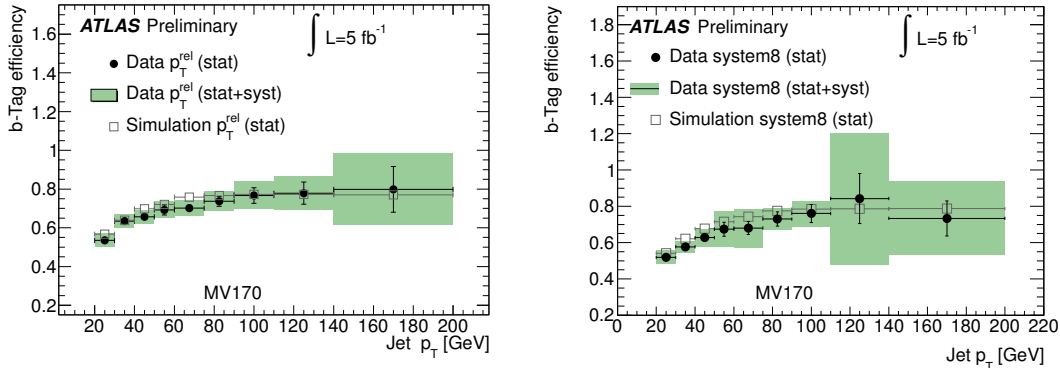 b-Tag efficiency
1.6
1.4
1.2
1
0.8
0.6
0.4
0.2
ATLAS Preliminary
∫ L=5 fb⁻¹
Data p_T^rel (stat)
Data p_T^rel (stat+syst)
Simulation p_T^rel (stat)
MV170
20 40 60 80 100 120 140 160 180 200
Jet p_T [GeV]
b-Tag efficiency
1.8
1.6
1.4
1.2
1
0.8
0.6
0.4
0.2
ATLAS Preliminary
∫ L=5 fb⁻¹
Data system8 (stat)
Data system8 (stat+syst)
Simulation system8 (stat)
MV170
0 20 40 60 80 100 120 140 160 180 200 220
Jet p_T [GeV]